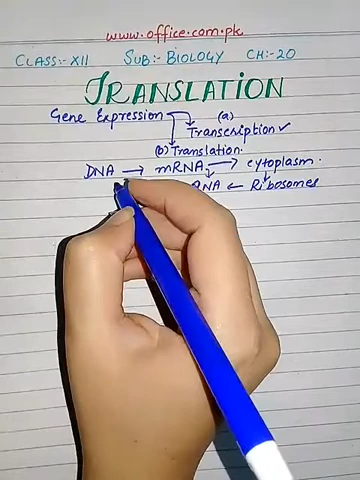 www.office.com.pk
CLASS:- XII SUB:- BIOLOGY CH:- 20
TRANSLATION
Gene Expression (a)
Transcription ✓
(b) Translation.
DNA → mRNA → cytoplasm.
RNA ← Ribosomes